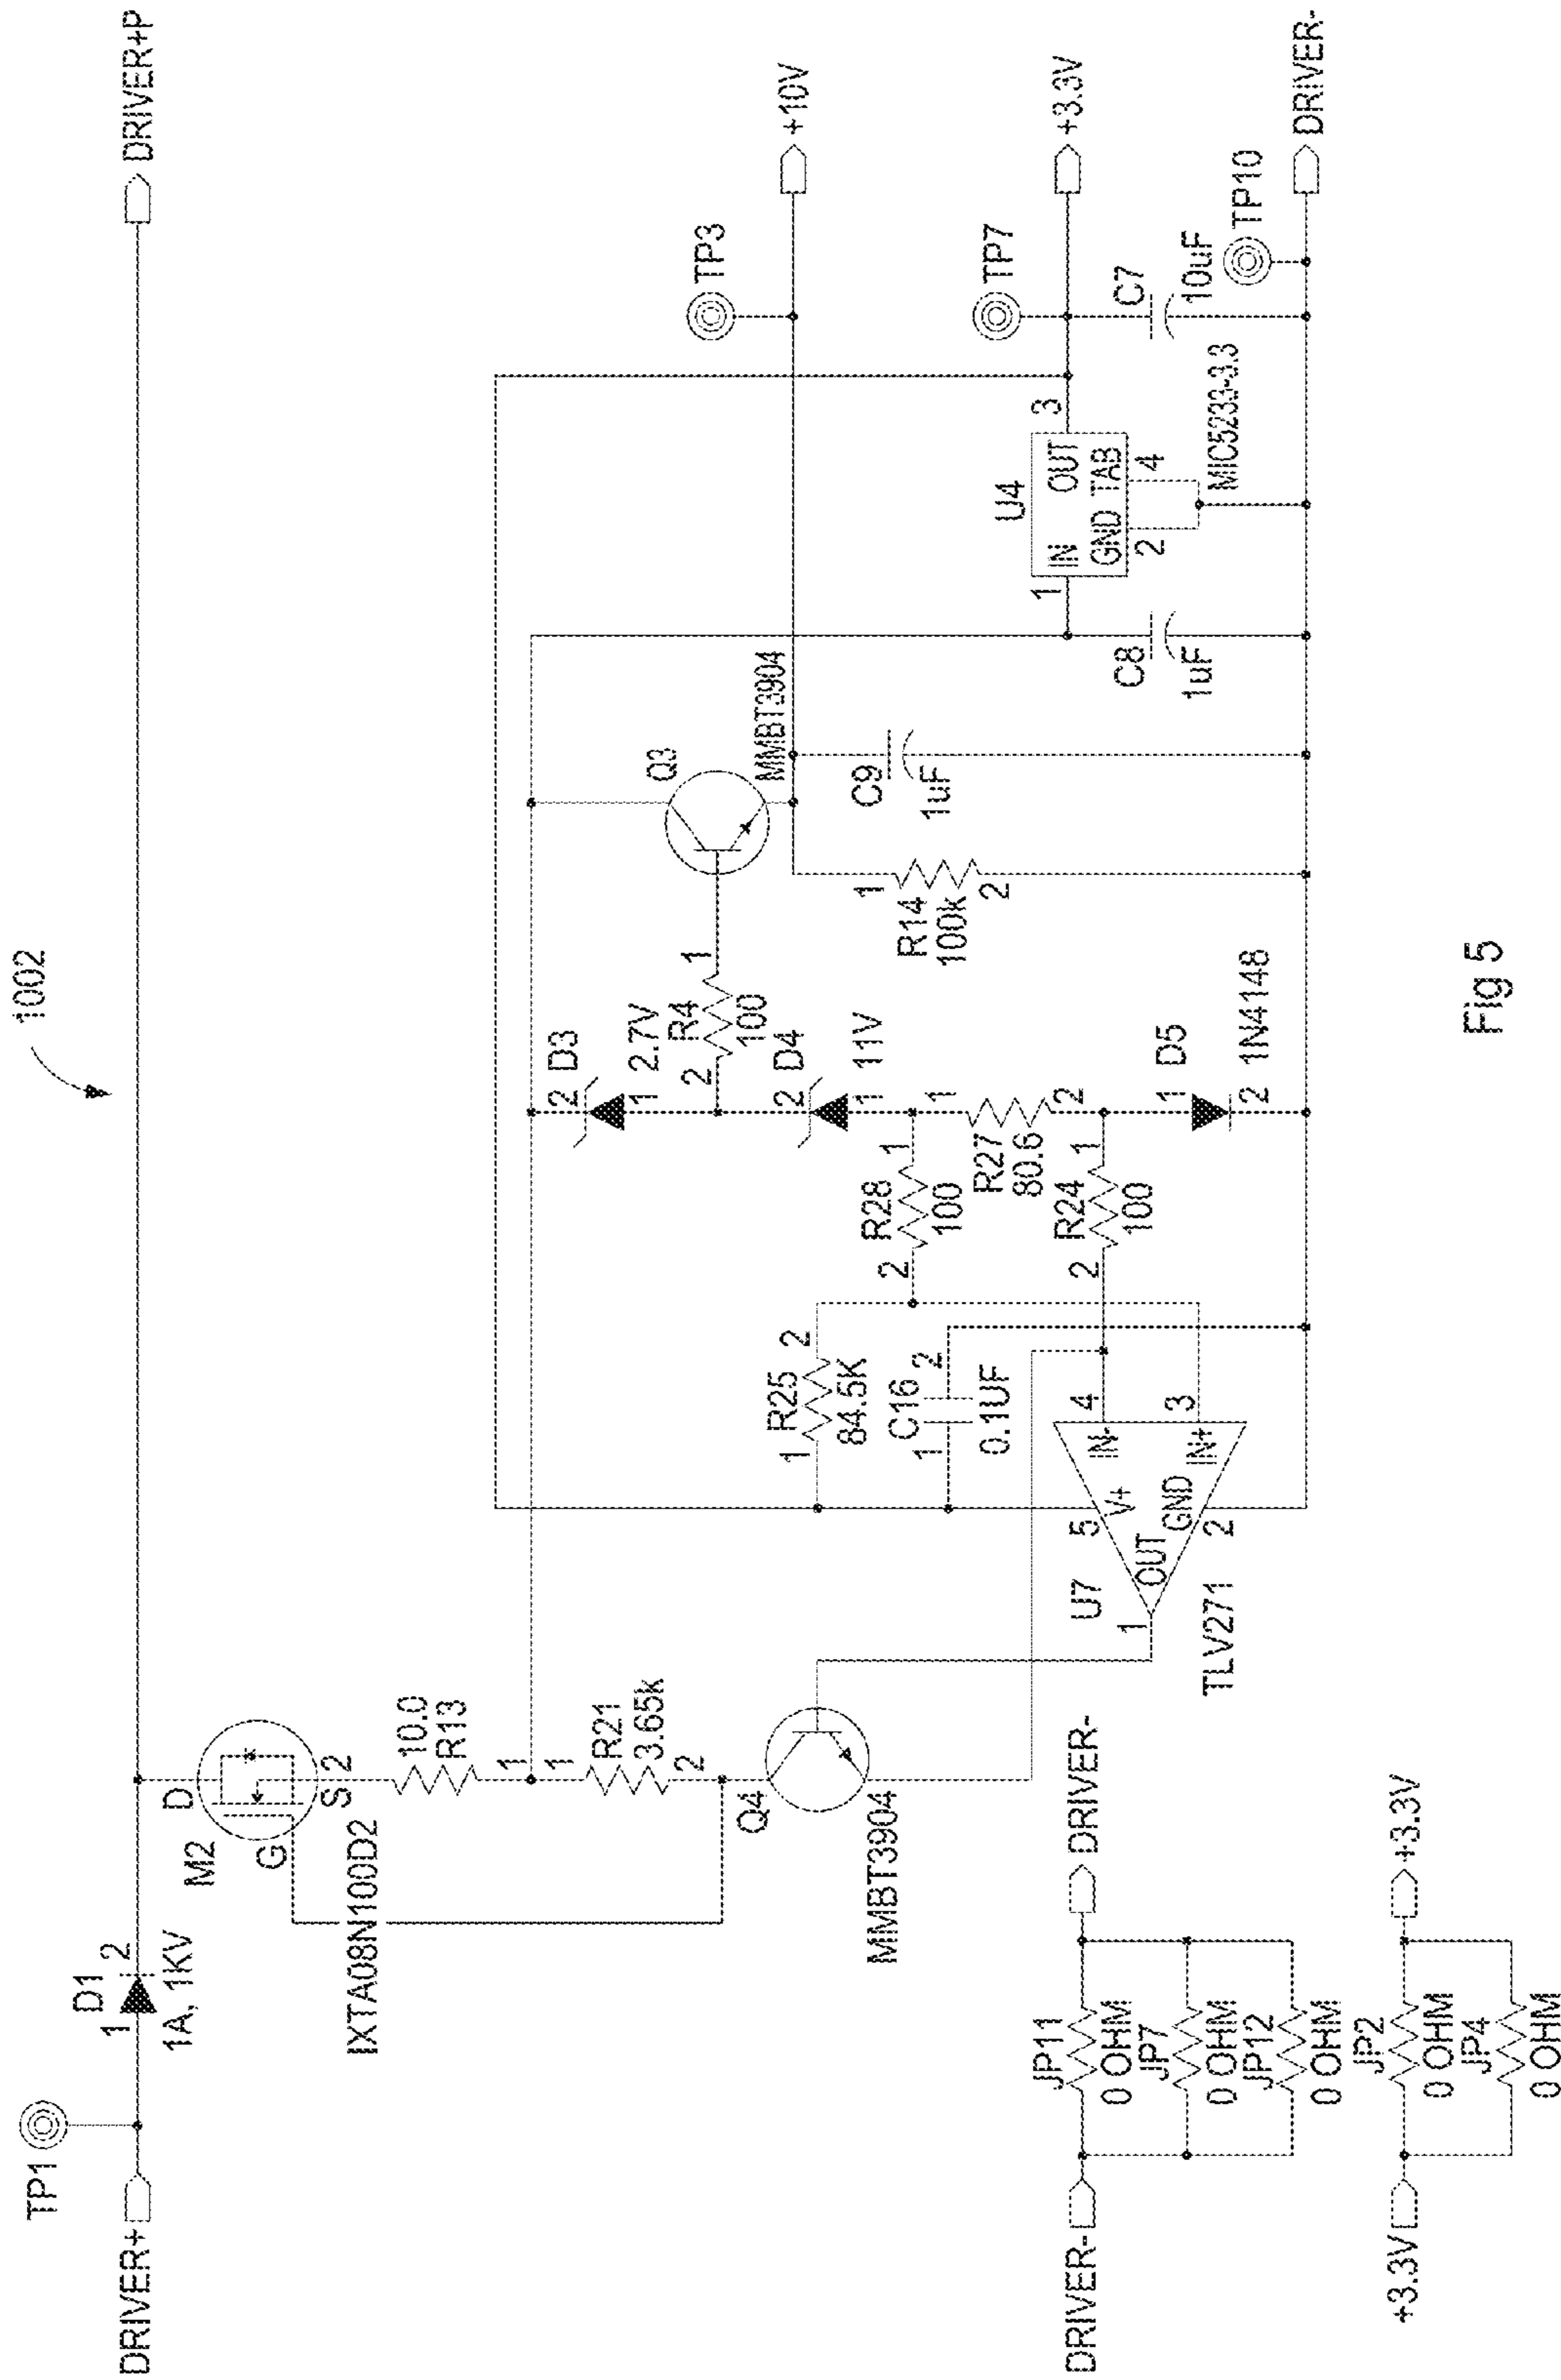 1002
TP1
DRIVER+
D1
1
2
1A, 1KV
DRIVER+P
D
M2
G
S
2
IXTA08N100D2
10.0
R13
1
1
R21
3.65k
2
Q4
MMBT3904
2
D3
1
2.7V
2
R4
100
1
Q3
MMBT3904
TP3
+10V
2
D4
1
11V
R28
2
1
100
1
R27
80.6
2
R24
2
1
100
1
D5
2
1N4148
R25
1
2
84.5K
C16
1
2
0.1UF
U7
5
V+
IN-
4
OUT
1
GND
2
IN+
3
TLV271
1
R14
100k
2
C9
1uF
C8
1uF
U4
1
IN
OUT
3
GND
TAB
2
4
MIC5233-3.3
TP7
+3.3V
C7
10uF
TP10
DRIVER-
DRIVER-
JP11
0 OHM
JP7
0 OHM
JP12
0 OHM
DRIVER-
+3.3V
JP2
0 OHM
JP4
0 OHM
+3.3V
Fig 5